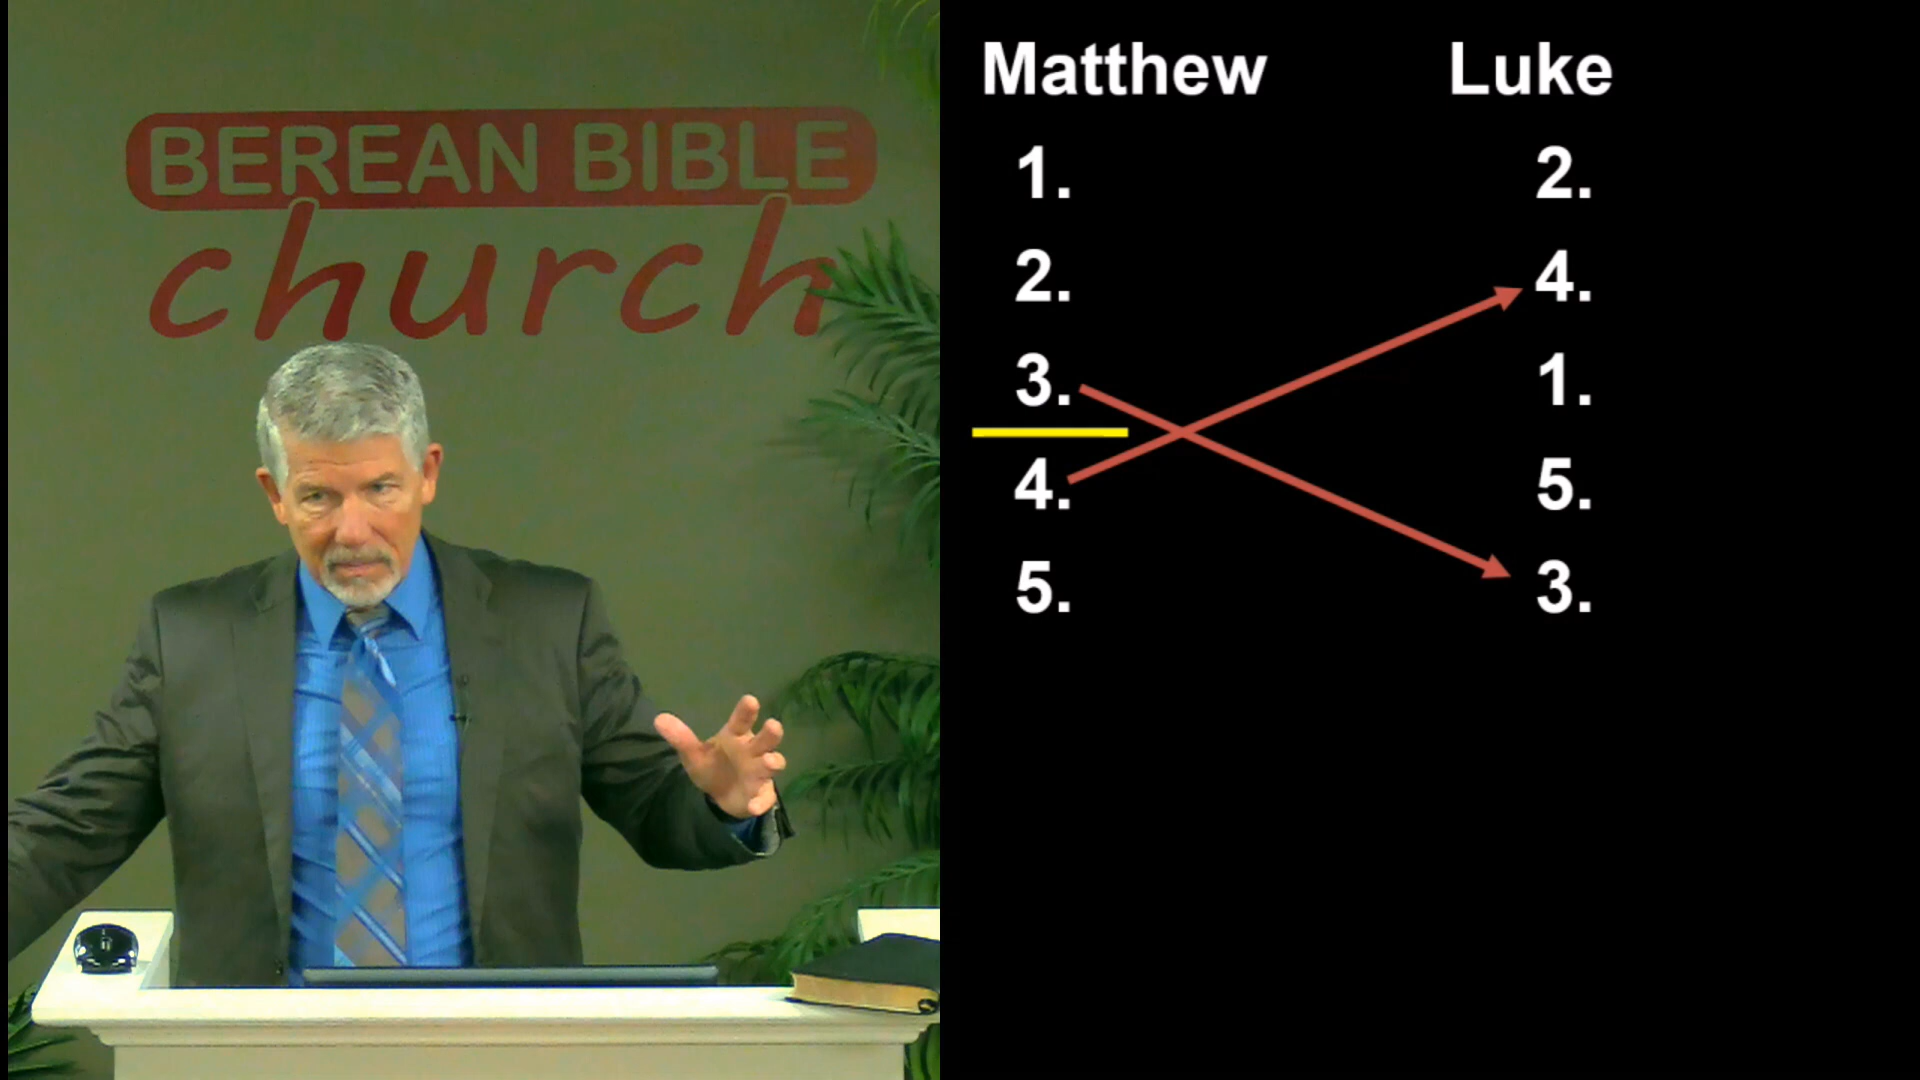 BEREAN BIBLE
church
Matthew Luke
1. 2.
2. 4.
3. 1.
4. 5.
5. 3.